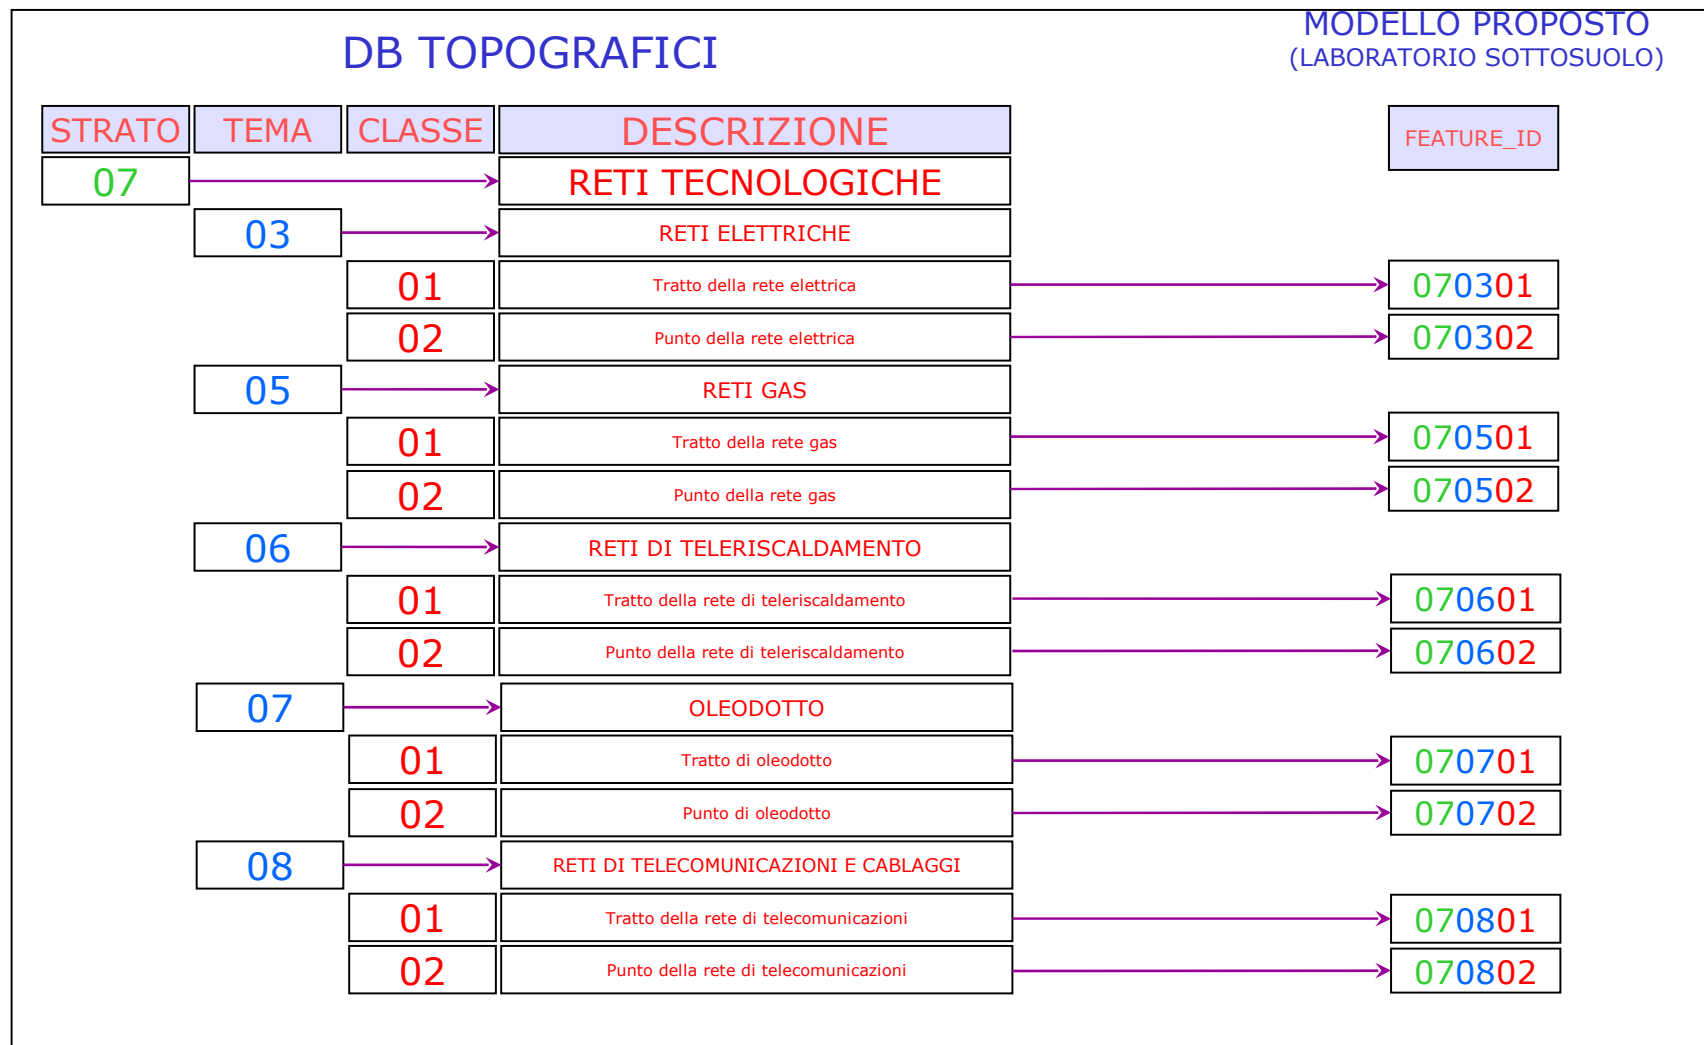 DB TOPOGRAFICI
MODELLO PROPOSTO
(LABORATORIO SOTTOSUOLO)
STRATO TEMA CLASSE DESCRIZIONE FEATURE_ID
07 RETI TECNOLOGICHE
03 RETI ELETTRICHE
01 Tratto della rete elettrica 070301
02 Punto della rete elettrica 070302
05 RETI GAS
01 Tratto della rete gas 070501
02 Punto della rete gas 070502
06 RETI DI TELERISCALDAMENTO
01 Tratto della rete di teleriscaldamento 070601
02 Punto della rete di teleriscaldamento 070602
07 OLEODOTTO
01 Tratto di oleodotto 070701
02 Punto di oleodotto 070702
08 RETI DI TELECOMUNICAZIONI E CABLAGGI
01 Tratto della rete di telecomunicazioni 070801
02 Punto della rete di telecomunicazioni 070802